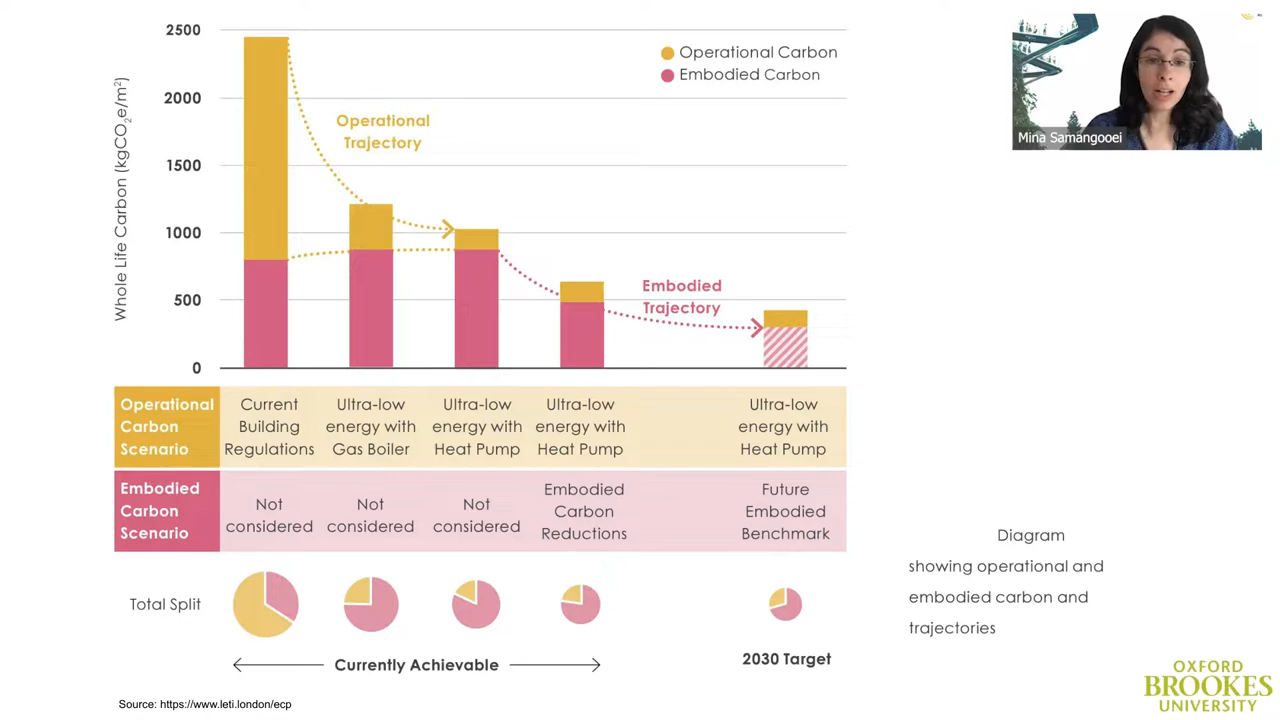 2500
2000
1500
1000
500
0
Whole Life Carbon (kgCO2e/m2)
Operational Carbon
Embodied Carbon
Operational
Trajectory
Embodied
Trajectory
Operational
Carbon
Scenario
Current
Building
Regulations
Ultra-low
energy with
Gas Boiler
Ultra-low
energy with
Heat Pump
Ultra-low
energy with
Heat Pump
Ultra-low
energy with
Heat Pump
Embodied
Carbon
Scenario
Not
considered
Not
considered
Not
considered
Embodied
Carbon
Reductions
Future
Embodied
Benchmark
Total Split
Currently Achievable
2030 Target
Source: https://www.leti.london/ecp
Mina Samangooei
Diagram
showing operational and
embodied carbon and
trajectories
OXFORD
BROOKES
UNIVERSITY